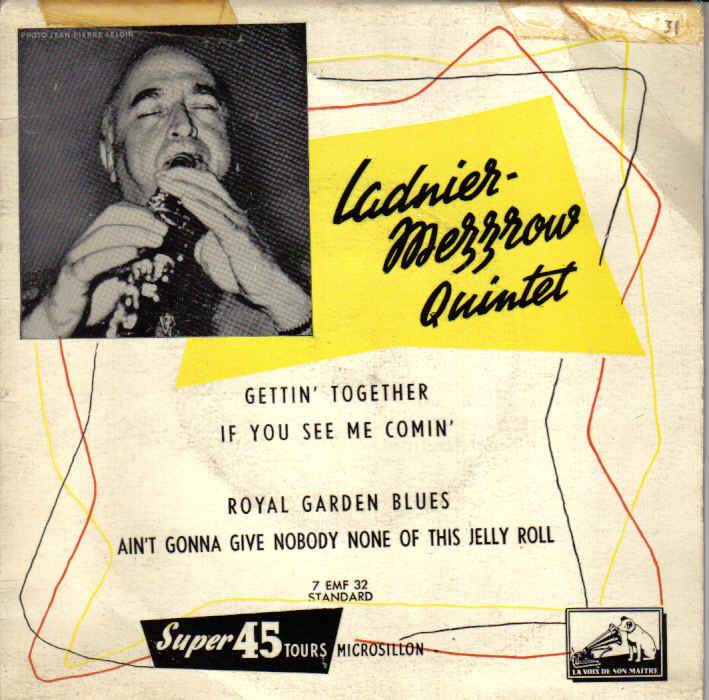 PHOTO JEAN-PIERRE LELOIR
31
Ladnier-
Mezzrow
Quintet
GETTIN' TOGETHER
IF YOU SEE ME COMIN'
ROYAL GARDEN BLUES
AIN'T GONNA GIVE NOBODY NONE OF THIS JELLY ROLL
7 EMF 32
STANDARD
Super 45 TOURS MICROSILLON
LA VOIX DE SON MAITRE